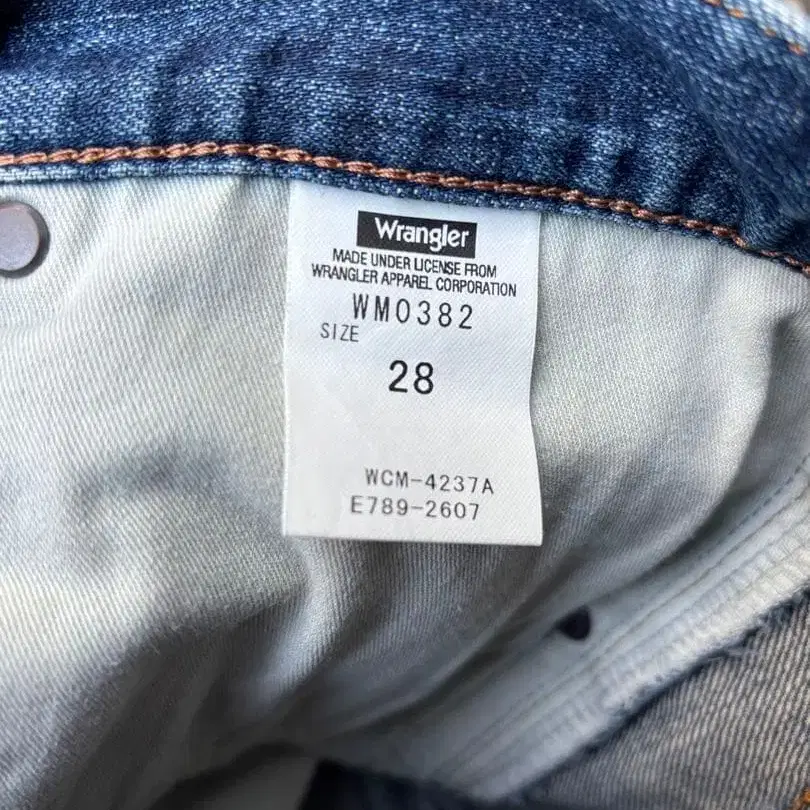 Wrangler
MADE UNDER LICENSE FROM
WRANGLER APPAREL CORPORATION
WM0382
SIZE
28
WCM-4237A
E789-2607